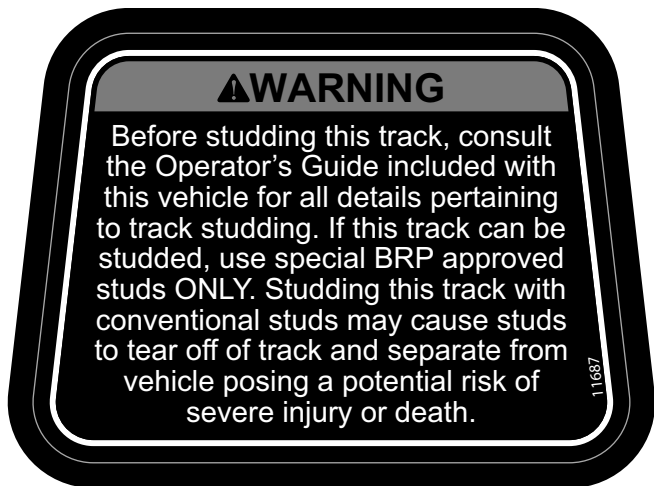 ⚠WARNING
Before studding this track, consult
the Operator’s Guide included with
this vehicle for all details pertaining
to track studding. If this track can be
studded, use special BRP approved
studs ONLY. Studding this track with
conventional studs may cause studs
to tear off of track and separate from
vehicle posing a potential risk of
severe injury or death.
11687